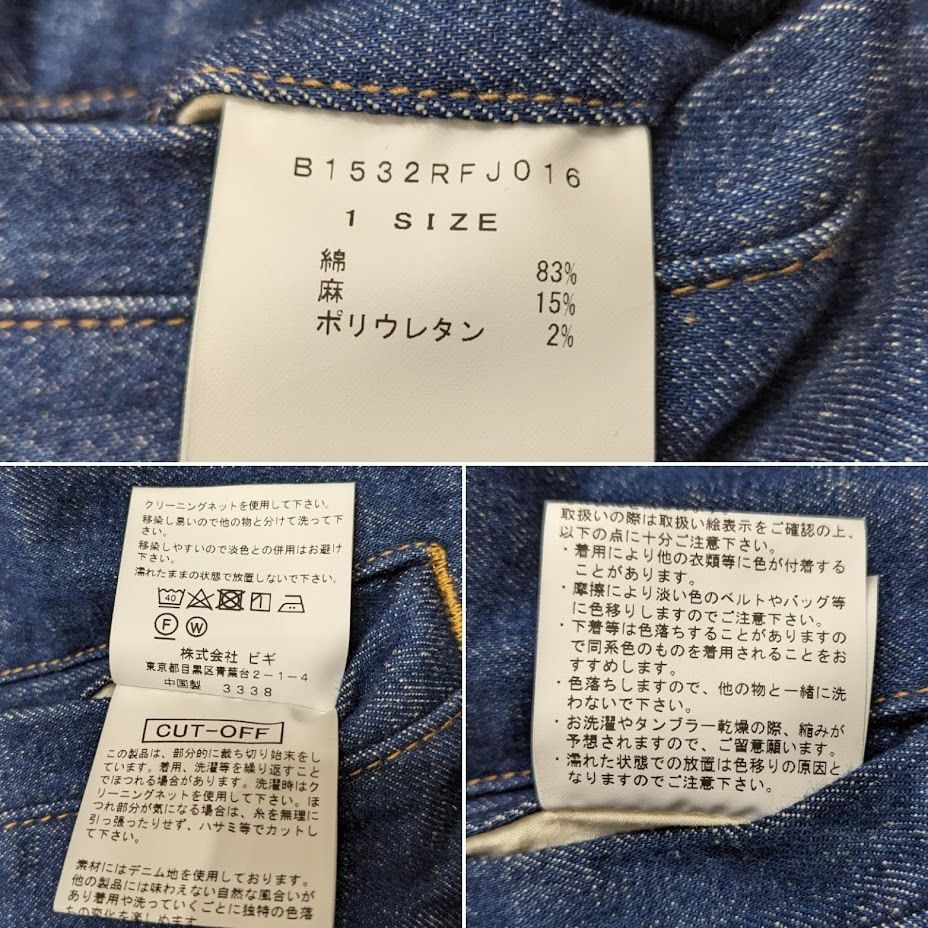 B1532RFJ016
1 SIZE
綿 83%
麻 15%
ポリウレタン 2%
クリーニングネットを使用して下さい。
移染し易いので他の物と分けて洗って下
さい。
移染しやすいので淡色との併用はお避け
下さい。
濡れたままの状態で放置しないで下さい。
40
F W
株式会社 ビギ
東京都目黒区青葉台2-1-4
中国製 3338
CUT-OFF
この製品は、部分的に裁ち切り始末をし
ています。着用、洗濯等を繰り返すこと
でほつれる場合があります。洗濯時はク
リーニングネットを使用して下さい。ほ
つれ部分が気になる場合は、糸を無理に
引っ張ったりせず、ハサミ等でカットし
て下さい。
素材にはデニム地を使用しております。
他の製品には味わえない自然な風合いが
あり着用や洗っていくごとに独特の色落
ちの変化を楽しめます
取扱いの際は取扱い絵表示をご確認の上、
以下の点に十分ご注意下さい。
・着用により他の衣類等に色が付着する
ことがあります。
・摩擦により淡い色のベルトやバッグ等
に色移りしますのでご注意下さい。
・下着等は色落ちすることがありますの
で同系色のものを着用されることをお
すすめします。
・色落ちしますので、他の物と一緒に洗
わないで下さい。
・お洗濯やタンブラー乾燥の際、縮みが
予想されますので、ご留意願います。
・濡れた状態での放置は色移りの原因と
なりますのでご注意下さい。